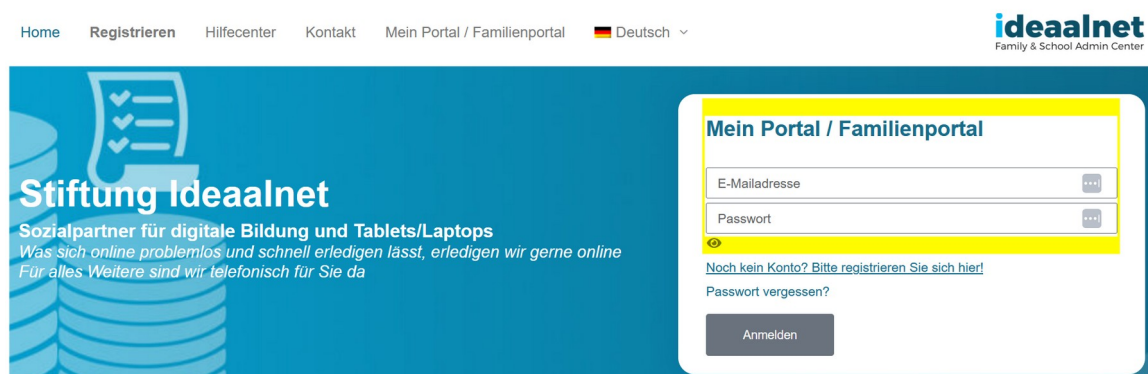 Home Registrieren Hilfecenter Kontakt Mein Portal / Familienportal Deutsch
ideaalnet
Family & School Admin Center
Stiftung Ideaalnet
Sozialpartner für digitale Bildung und Tablets/Laptops
Was sich online problemlos und schnell erledigen lässt, erledigen wir gerne online
Für alles Weitere sind wir telefonisch für Sie da
Mein Portal / Familienportal
E-Mailadresse
Passwort
Noch kein Konto? Bitte registrieren Sie sich hier!
Passwort vergessen?
Anmelden